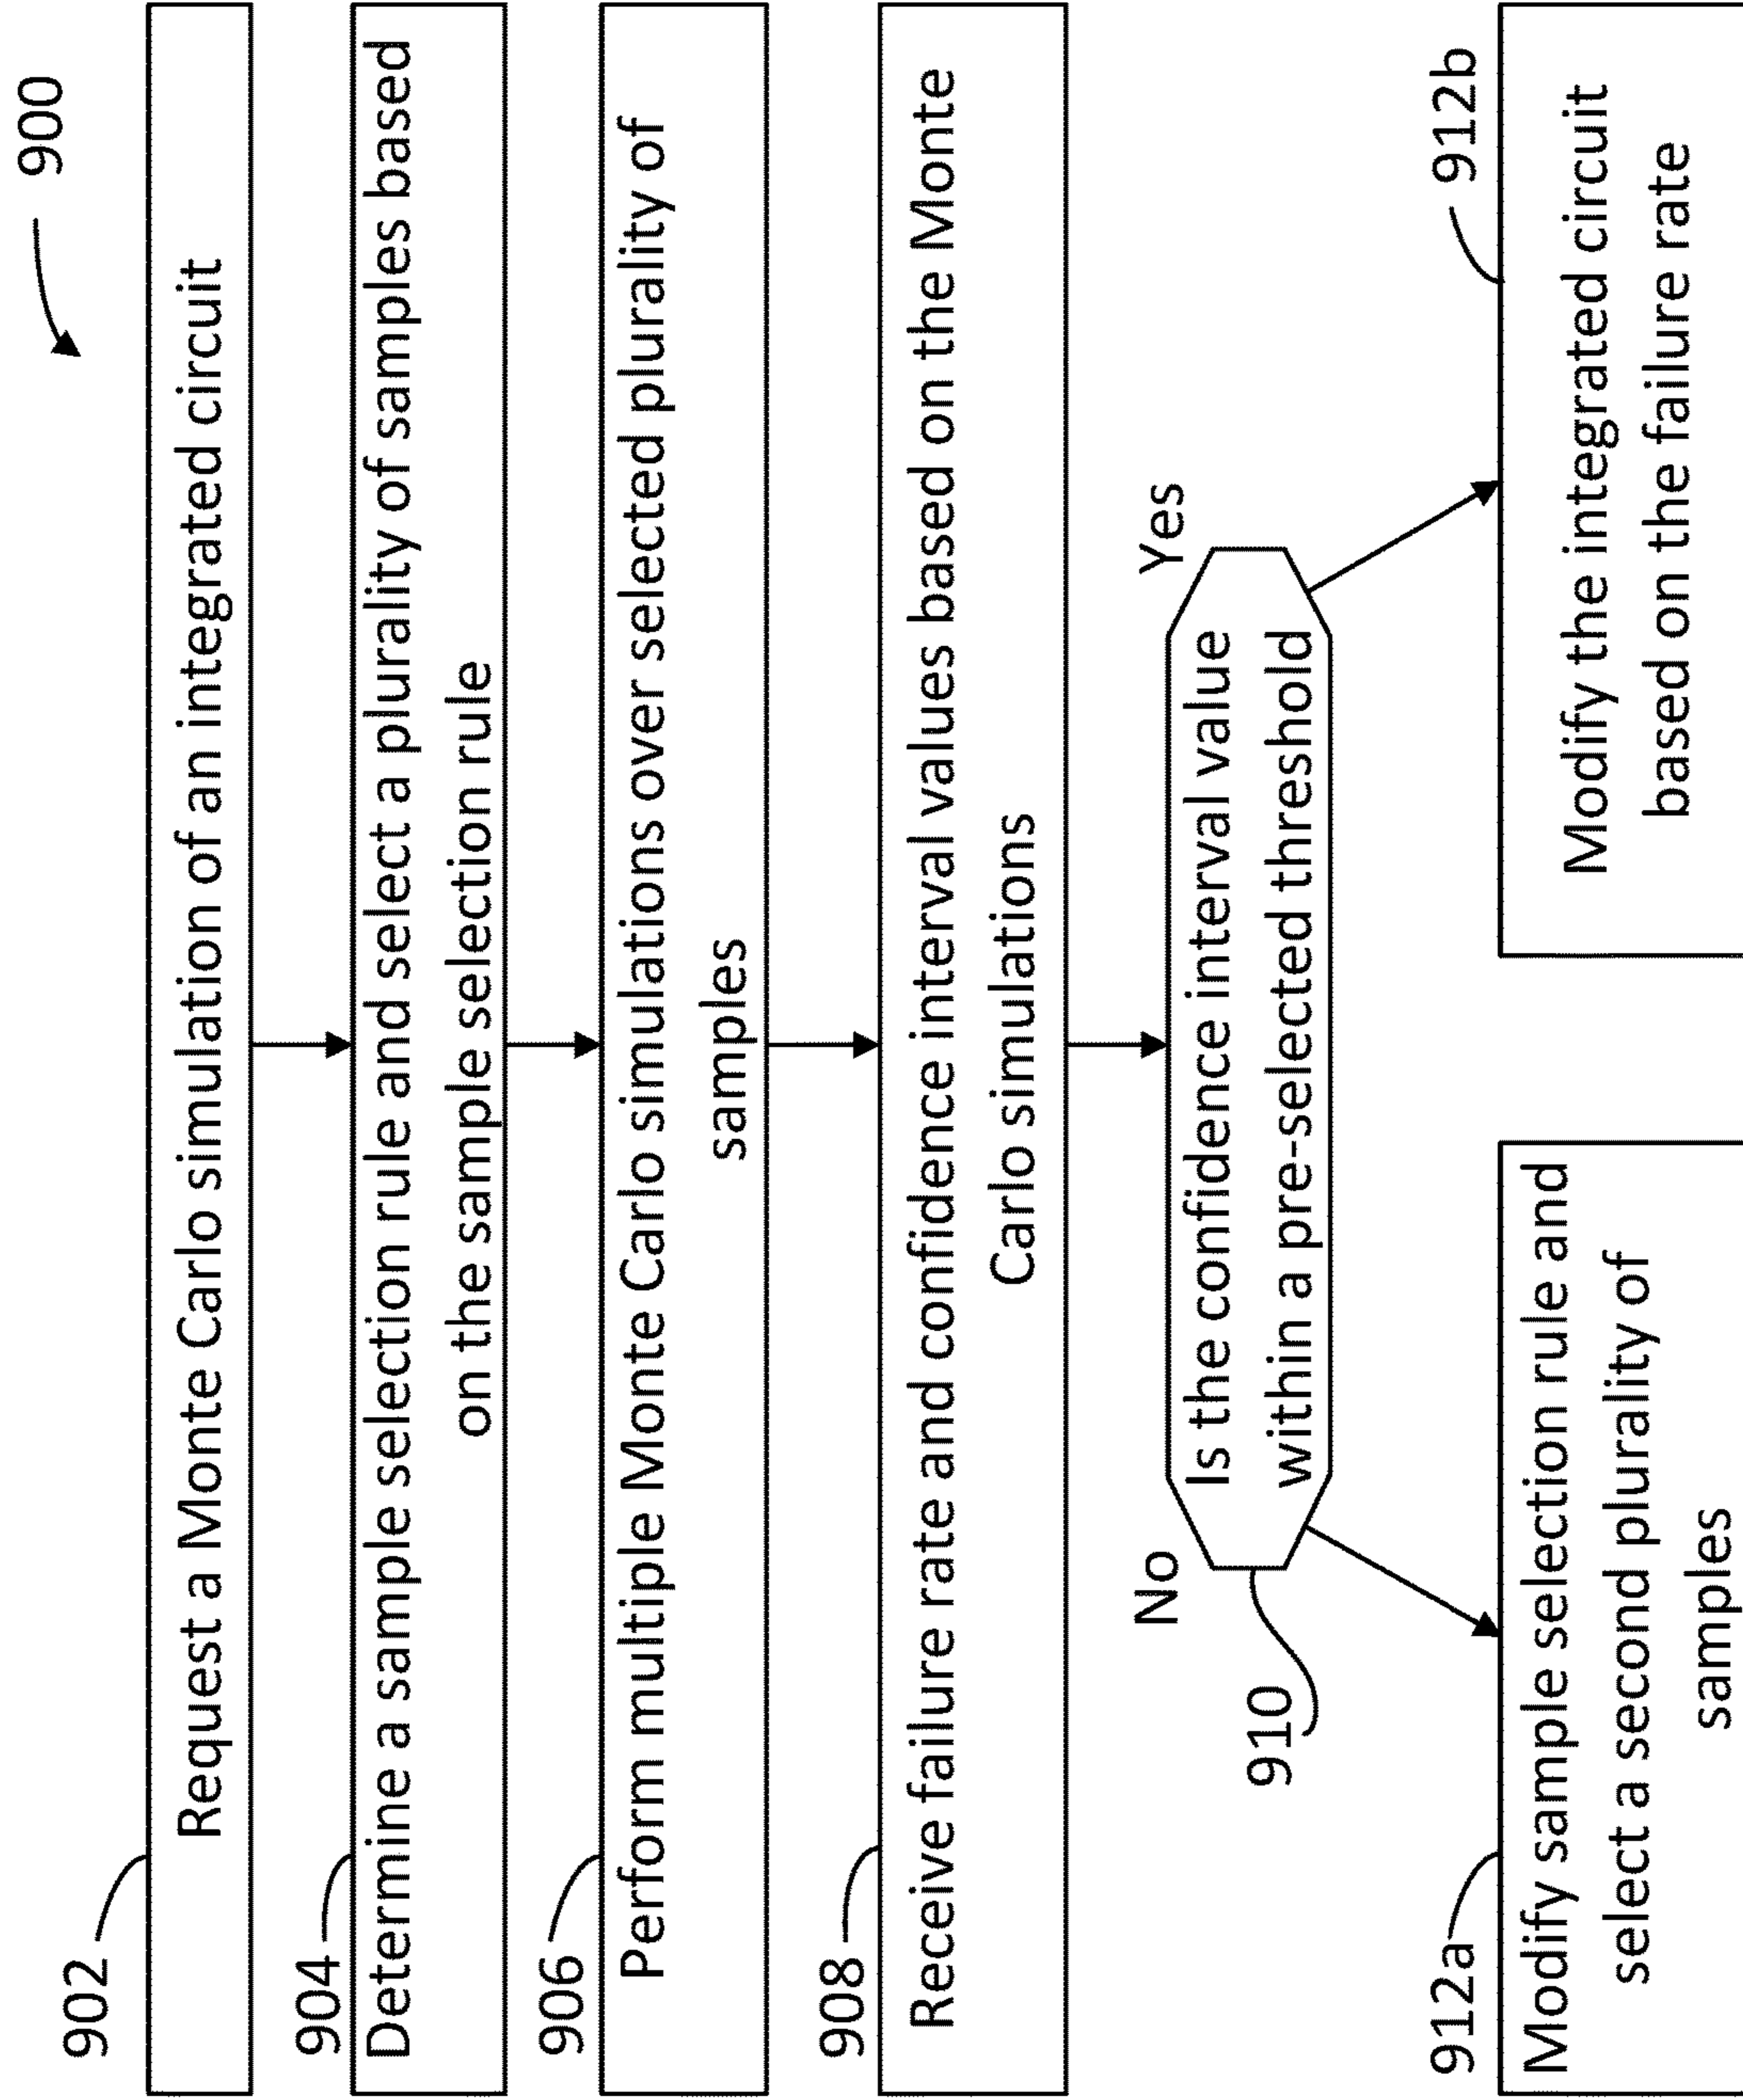 900
902
Request a Monte Carlo simulation of an integrated circuit
904
Determine a sample selection rule and select a plurality of samples based
on the sample selection rule
906
Perform multiple Monte Carlo simulations over selected plurality of
samples
908
Receive failure rate and confidence interval values based on the Monte
Carlo simulations
No
Yes
Is the confidence interval value
within a pre-selected threshold
910
912a
Modify sample selection rule and
select a second plurality of
samples
912b
Modify the integrated circuit
based on the failure rate